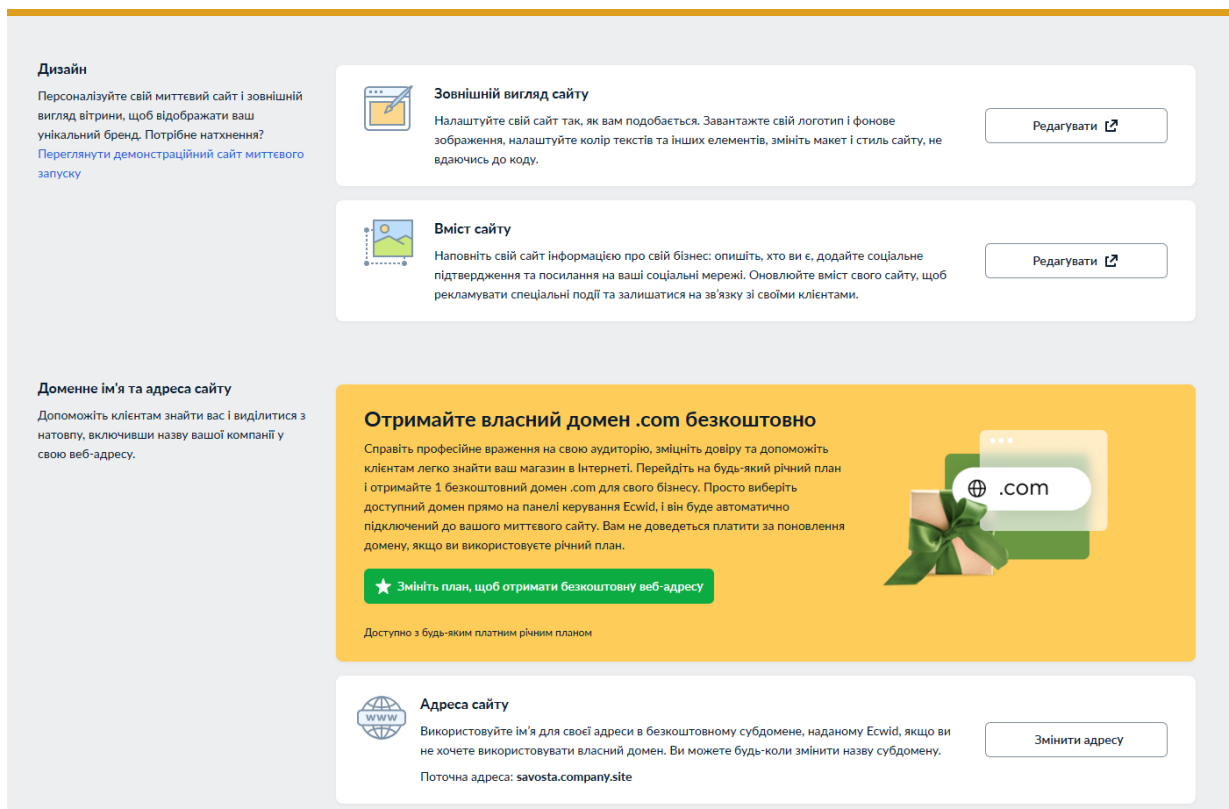 Дизайн
Персоналізуйте свій миттєвий сайт і зовнішній
вигляд вітрини, щоб відображати ваш
унікальний бренд. Потрібне натхнення?
Переглянути демонстраційний сайт миттєвого
запуску
Зовнішній вигляд сайту
Налаштуйте свій сайт так, як вам подобається. Завантажте свій логотип і фонове
зображення, налаштуйте колір текстів та інших елементів, змініть макет і стиль сайту, не
вдаючись до коду.
Редагувати
Вміст сайту
Наповніть свій сайт інформацією про свій бізнес: опишіть, хто ви є, додайте соціальне
підтвердження та посилання на ваші соціальні мережі. Оновлюйте вміст свого сайту, щоб
рекламувати спеціальні події та залишатися на зв'язку зі своїми клієнтами.
Редагувати
Доменне ім'я та адреса сайту
Допоможіть клієнтам знайти вас і виділитися з
натовпу, включивши назву вашої компанії у
свою веб-адресу.
Отримайте власний домен .com безкоштовно
Справіть професійне враження на свою аудиторію, зміцніть довіру та допоможіть
клієнтам легко знайти ваш магазин в Інтернеті. Перейдіть на будь-який річний план
і отримайте 1 безкоштовний домен .com для свого бізнесу. Просто виберіть
доступний домен прямо на панелі керування Ecwid, і він буде автоматично
підключений до вашого миттєвого сайту. Вам не доведеться платити за поновлення
домену, якщо ви використовуєте річний план.
.com
Змініть план, щоб отримати безкоштовну веб-адресу
Доступно з будь-яким платним річним планом
www
Адреса сайту
Використовуйте ім'я для своєї адреси в безкоштовному субдомене, наданому Ecwid, якщо ви
не хочете використовувати власний домен. Ви можете будь-коли змінити назву субдомену.
Поточна адреса: savosta.company.site
Змінити адресу